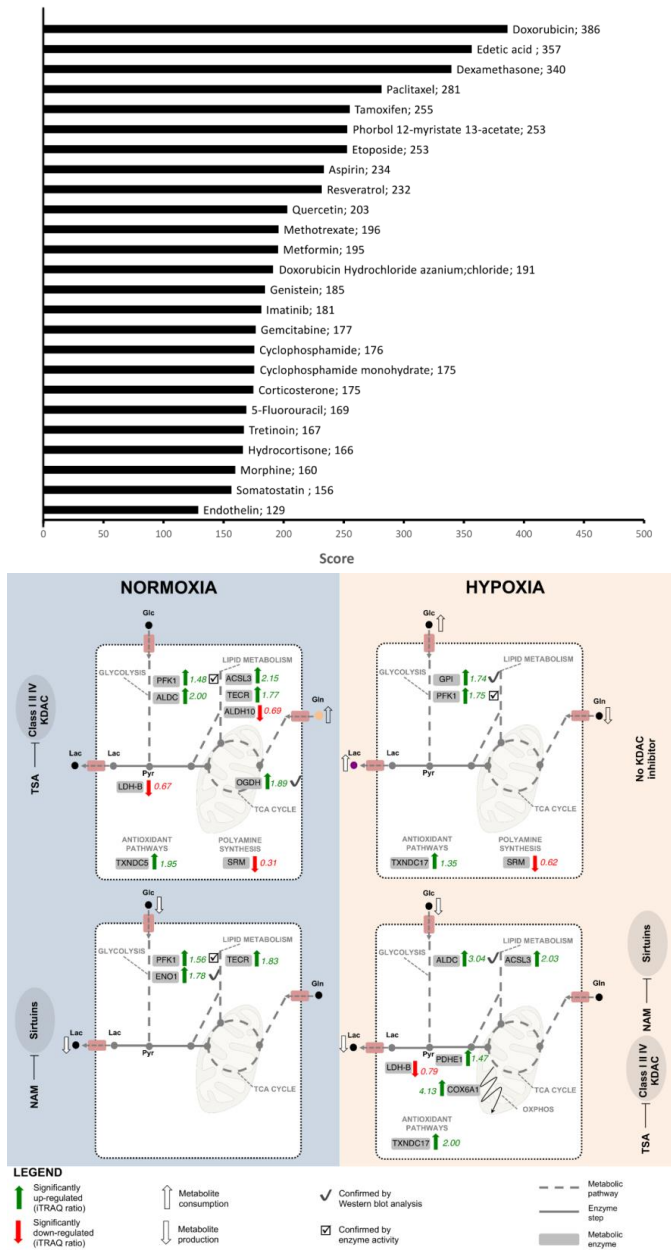 Doxorubicin; 386
Edetic acid ; 357
Dexamethasone; 340
Paclitaxel; 281
Tamoxifen; 255
Phorbol 12-myristate 13-acetate; 253
Etoposide; 253
Aspirin; 234
Resveratrol; 232
Quercetin; 203
Methotrexate; 196
Metformin; 195
Doxorubicin Hydrochloride azanium;chloride; 191
Genistein; 185
Imatinib; 181
Gemcitabine; 177
Cyclophosphamide; 176
Cyclophosphamide monohydrate; 175
Corticosterone; 175
5-Fluorouracil; 169
Tretinoin; 167
Hydrocortisone; 166
Morphine; 160
Somatostatin ; 156
Endothelin; 129
0 50 100 150 200 250 300 350 400 450 500
Score
NORMOXIA
Glc
GLYCOLYSIS
LIPID METABOLISM
PFK1 1.48
ACSL3 2.15
ALDC 2.00
TECR 1.77
ALDH10 0.69
Gln
Lac
Lac
Pyr
LDH-B 0.67
OGDH 1.89
TCA CYCLE
ANTIOXIDANT
PATHWAYS
POLYAMINE
SYNTHESIS
TXNDC5 1.95
SRM 0.31
TSA
Class I II IV
KDAC
HYPOXIA
Glc
GLYCOLYSIS
LIPID METABOLISM
GPI 1.74
PFK1 1.75
Gln
Lac
Lac
Pyr
TCA CYCLE
ANTIOXIDANT
PATHWAYS
POLYAMINE
SYNTHESIS
TXNDC17 1.35
SRM 0.62
No KDAC
inhibitor
Glc
GLYCOLYSIS
LIPID METABOLISM
PFK1 1.56
TECR 1.83
ENO1 1.78
Gln
Lac
Lac
Pyr
TCA CYCLE
NAM
Sirtuins
Glc
GLYCOLYSIS
LIPID METABOLISM
ALDC 3.04
ACSL3 2.03
Gln
Lac
Lac
Pyr
PDHE1 1.47
LDH-B 0.79
4.13 COX6A1
TCA CYCLE
OXPHOS
ANTIOXIDANT
PATHWAYS
TXNDC17 2.00
NAM
Sirtuins
TSA
Class I II IV
KDAC
LEGEND
Significantly
up-regulated
(iTRAQ ratio)
Significantly
down-regulated
(iTRAQ ratio)
Metabolite
consumption
Metabolite
production
Confirmed by
Western blot analysis
Confirmed by
enzyme activity
Metabolic
pathway
Enzyme
step
Metabolic
enzyme